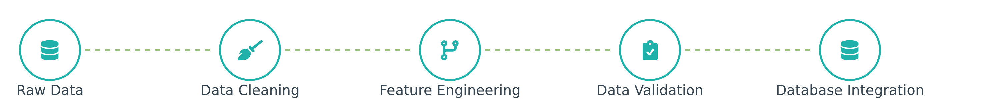 Raw Data
Data Cleaning
Feature Engineering
Data Validation
Database Integration